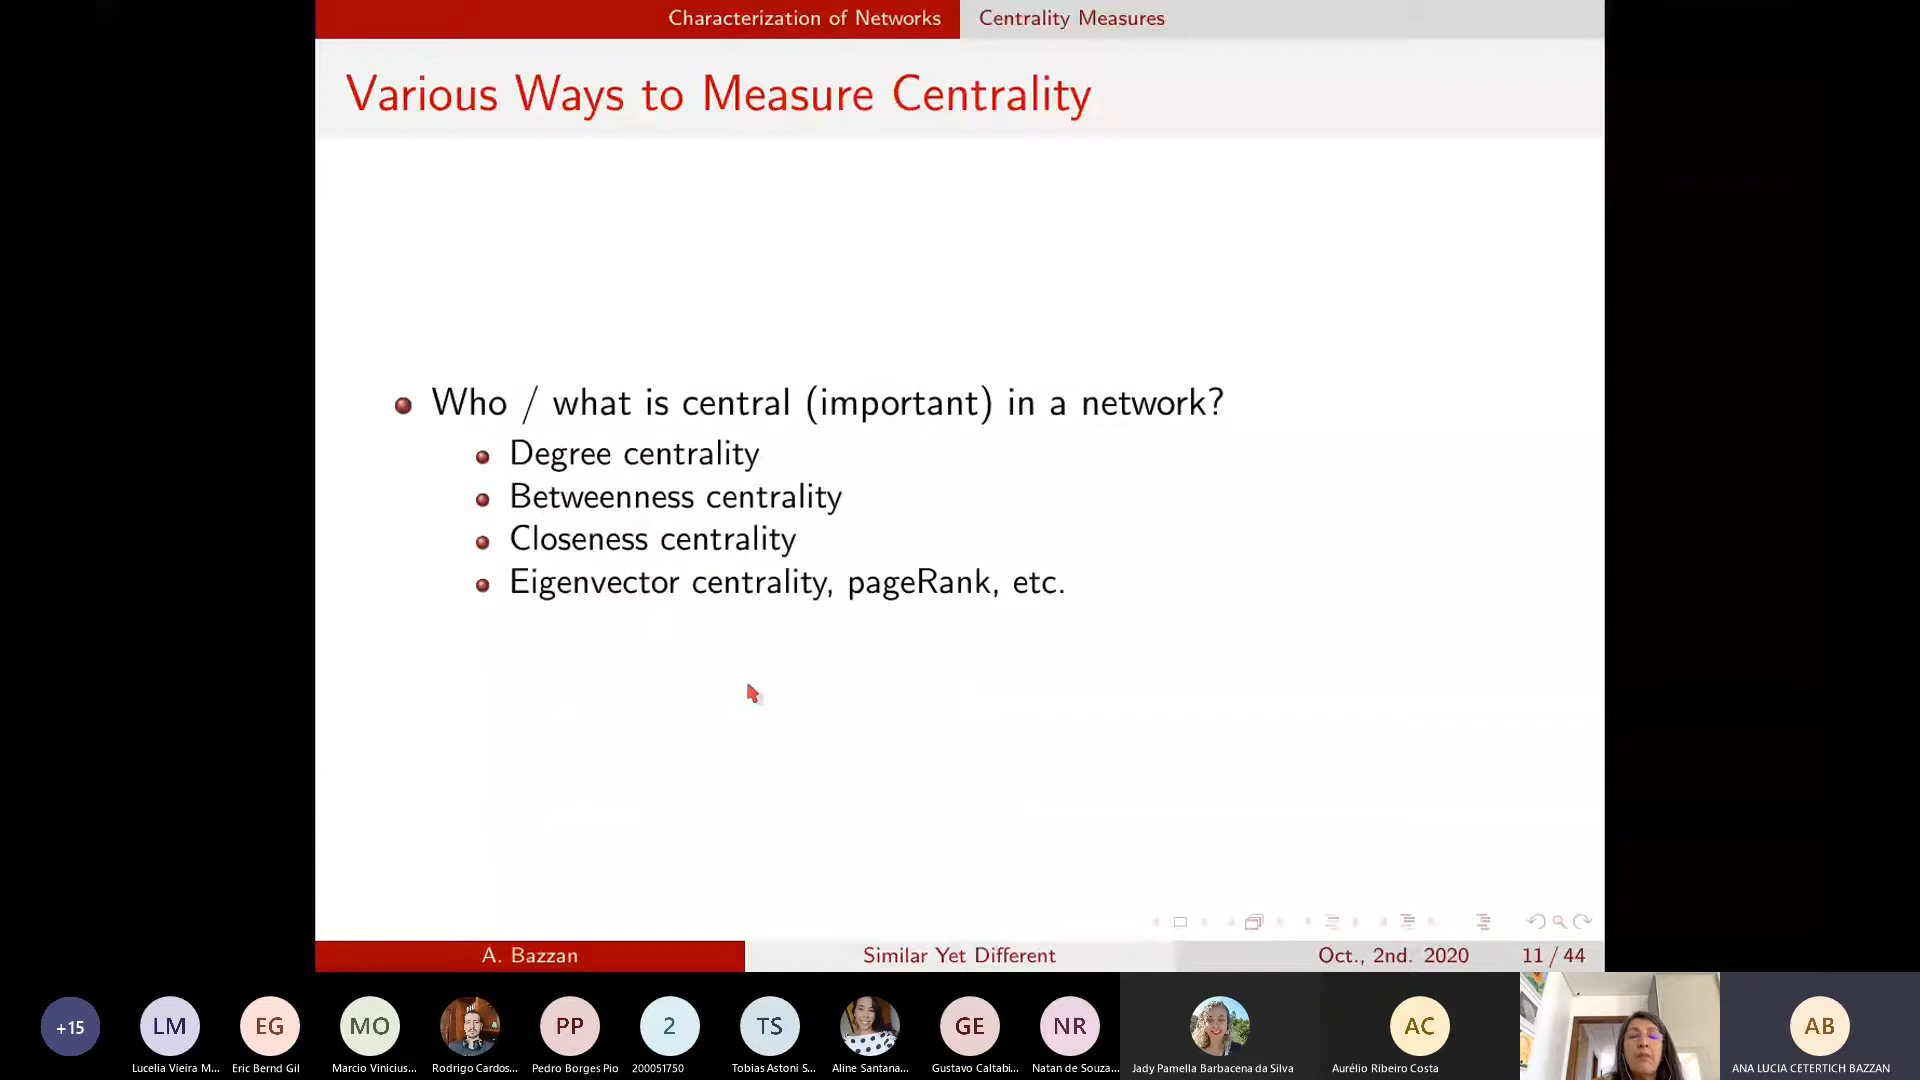 Characterization of Networks
Centrality Measures
Various Ways to Measure Centrality
Who / what is central (important) in a network?
Degree centrality
Betweenness centrality
Closeness centrality
Eigenvector centrality, pageRank, etc.
A. Bazzan
Similar Yet Different
Oct., 2nd. 2020
11 / 44
+15
LM
EG
MO
PP
2
TS
GE
NR
AC
AB
Lucelia Vieira M...
Eric Bernd Gil
Marcio Vinicius...
Rodrigo Cardos...
Pedro Borges Pio
200051750
Tobias Astoni S...
Aline Santana...
Gustavo Caltabi...
Natan de Souza...
Jady Pamella Barbacena da Silva
Aurélio Ribeiro Costa
ANA LUCIA CETERTICH BAZZAN